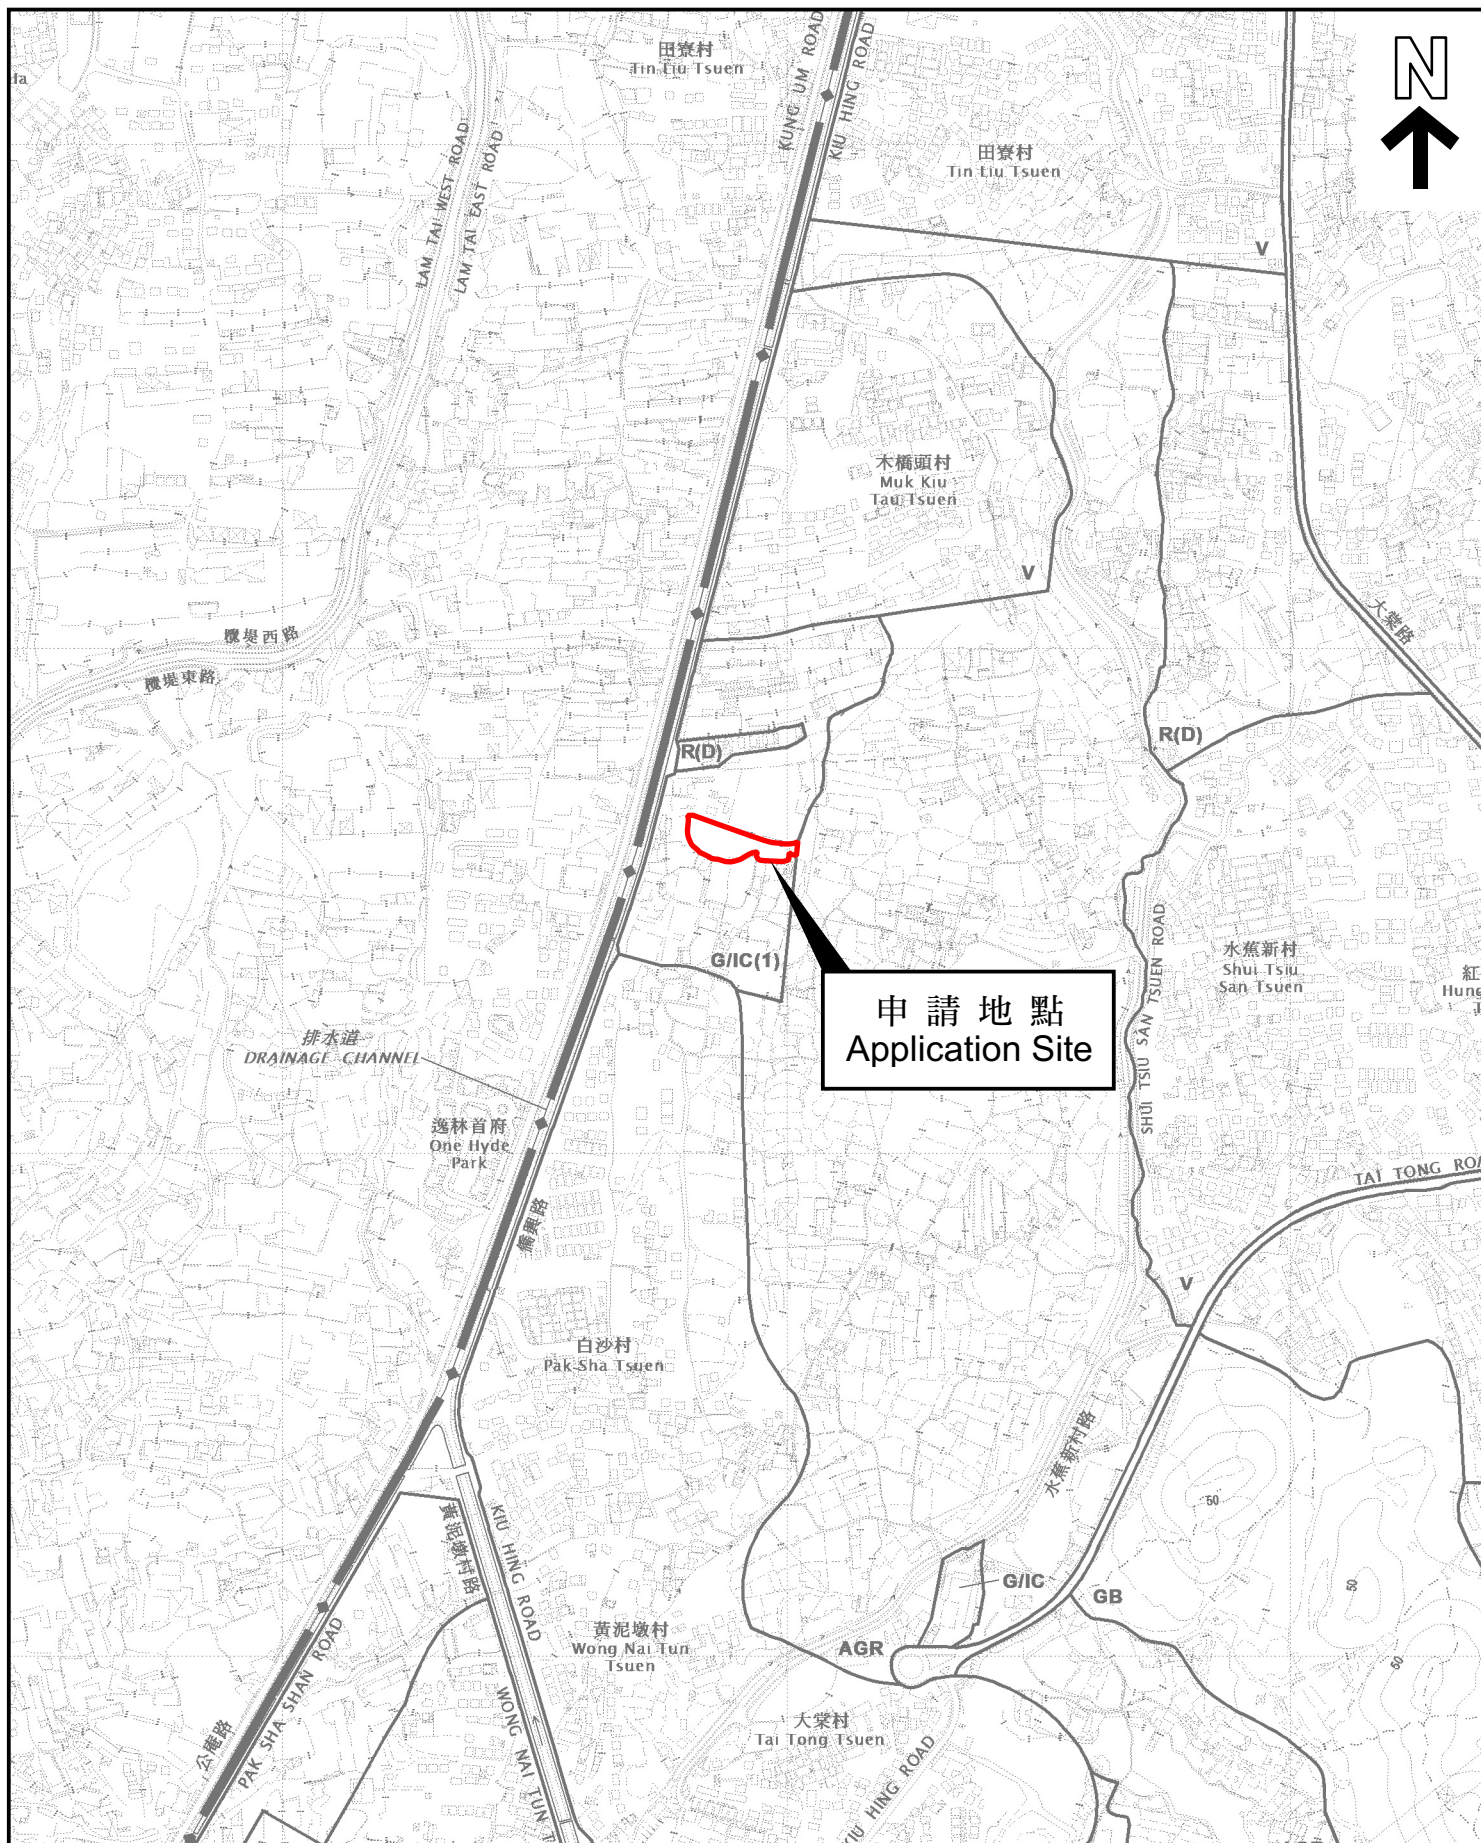 田寮村
Tin Liu Tsuen
KUNG UM ROAD
KIU HING ROAD
N
LAM TAI WEST ROAD
LAM TAI EAST ROAD
田寮村
Tin Liu Tsuen
V
木橋頭村
Muk Kiu
Tau Tsuen
V
大棠路
欖堤西路
欖堤東路
R(D)
R(D)
G/IC(1)
申請地點
Application Site
SHUI TSIU SAN TSUEN ROAD
水蕉新村
Shui Tsiu
San Tsuen
紅
Hung
排水道
DRAINAGE CHANNEL
逸林首府
One Hyde
Park
僑興路
TAI TONG ROA
V
白沙村
Pak Sha Tsuen
水蕉新村路
50
50
50
黃泥墩村路
KIU HING ROAD
G/IC
GB
AGR
黃泥墩村
Wong Nai Tun
Tsuen
公庵路
PAK SHA SHAN ROAD
WONG NAI TUN T
大棠村
Tai Tong Tsuen
KIU HING ROAD